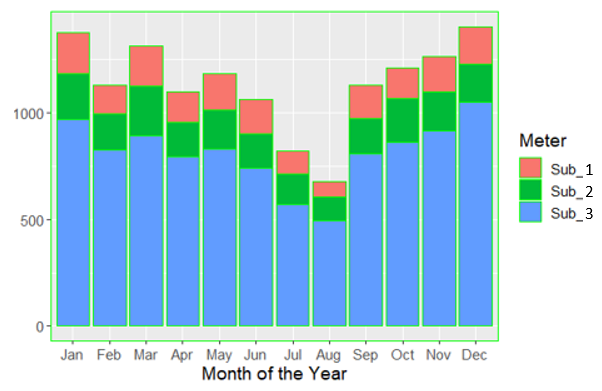 1000
500
0
Jan Feb Mar Apr May Jun Jul Aug Sep Oct Nov Dec
Month of the Year
Meter
Sub_1
Sub_2
Sub_3